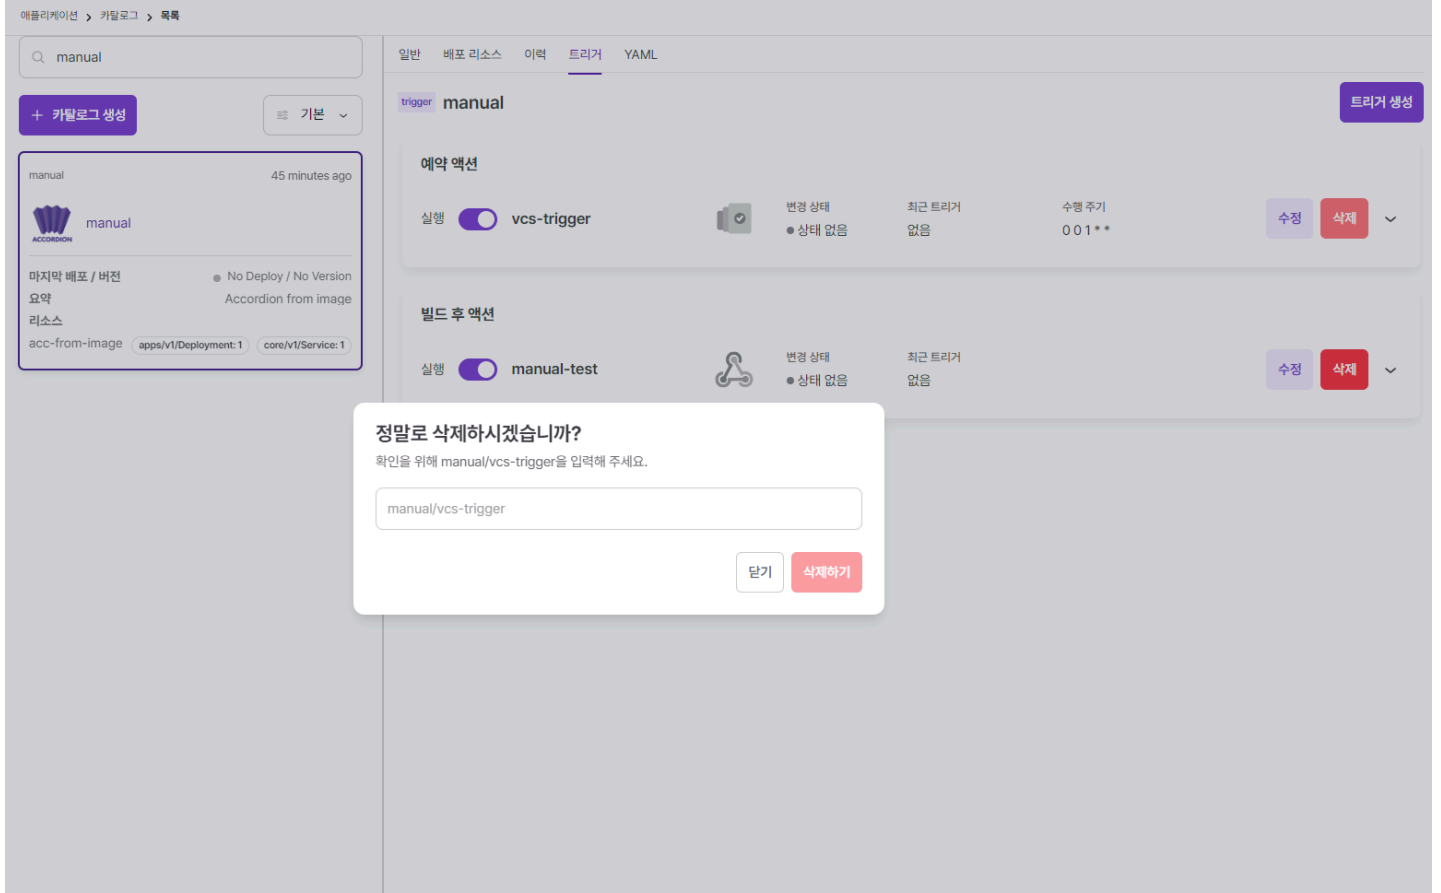 애플리케이션 > 카탈로그 > 목록
manual
+ 카탈로그 생성
기본
manual 45 minutes ago
ACCORDION
manual
마지막 배포 / 버전 No Deploy / No Version
요약 Accordion from image
리소스
acc-from-image apps/v1/Deployment: 1 core/v1/Service: 1
일반 배포 리소스 이력 트리거 YAML
trigger manual 트리거 생성
예약 액션
실행 vcs-trigger
변경 상태 최근 트리거 수행 주기
상태 없음 없음 0 0 1 * *
수정 삭제
빌드 후 액션
실행 manual-test
변경 상태 최근 트리거
상태 없음 없음
수정 삭제
정말로 삭제하시겠습니까?
확인을 위해 manual/vcs-trigger을 입력해 주세요.
manual/vcs-trigger
닫기 삭제하기